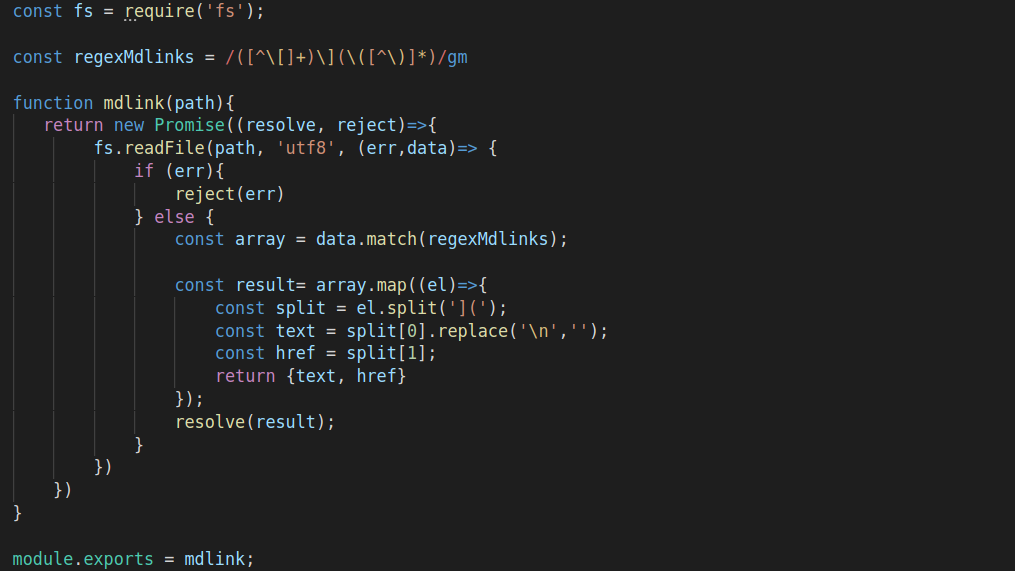 const fs = require('fs');
const regexMdlinks = /([^\[]+)\](\([^\)]*)/gm
function mdlink(path){
return new Promise((resolve, reject)=>{
fs.readFile(path, 'utf8', (err,data)=> {
if (err){
reject(err)
} else {
const array = data.match(regexMdlinks);
const result= array.map((el)=>{
const split = el.split('](');
const text = split[0].replace('\n','');
const href = split[1];
return {text, href}
});
resolve(result);
}
})
})
}
module.exports = mdlink;